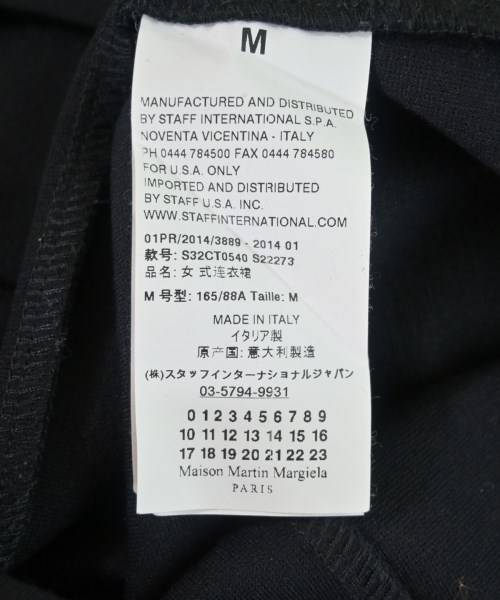 M
MANUFACTURED AND DISTRIBUTED
BY STAFF INTERNATIONAL S.P.A.
NOVENTA VICENTINA - ITALY
PH 0444 784500 FAX 0444 784580
FOR U.S.A. ONLY
IMPORTED AND DISTRIBUTED
BY STAFF U.S.A. INC.
WWW.STAFFINTERNATIONAL.COM
01PR/2014/3889 - 2014 01
款号: S32CT0540 S22273
品名: 女 式连衣裙
M 号型: 165/88A Taille: M
MADE IN ITALY
イタリア製
原产国: 意大利製造
(株)スタッフインターナショナルジャパン
03-5794-9931
0 1 2 3 4 5 6 7 8 9
10 11 12 13 14 15 16
17 18 19 20 21 22 23
Maison Martin Margiela
PARIS